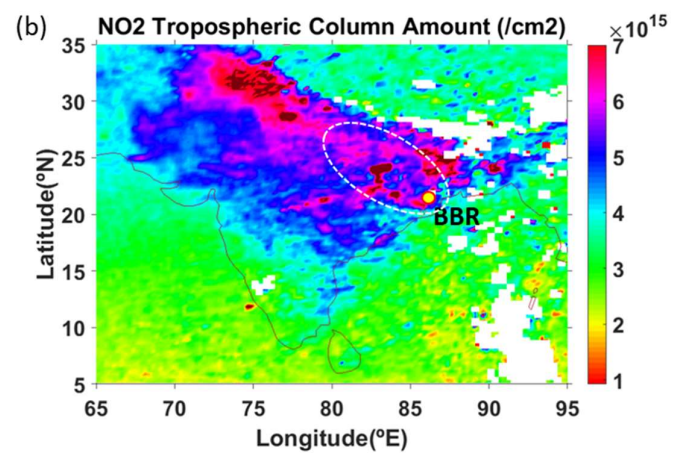 (b)
NO2 Tropospheric Column Amount (/cm2)
×10^15
35
30
25
20
15
10
5
Latitude(ºN)
BBR
65 70 75 80 85 90 95
Longitude(ºE)
7
6
5
4
3
2
1